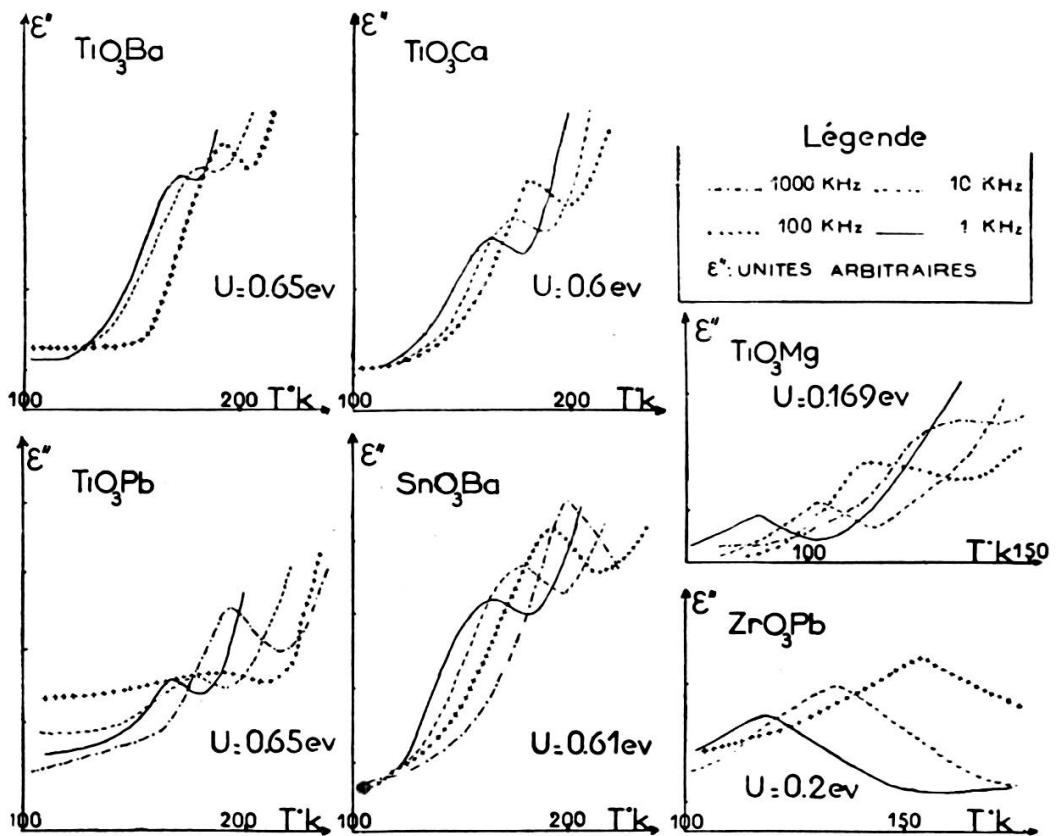 ε"
TiO₃Ba
U=0.65ev
100
200
T°k
ε"
TiO₃Ca
U=0.6ev
100
200
T°k
Légende
1000 KHz
10 KHz
100 KHz
1 KHz
ε": UNITES ARBITRAIRES
ε"
TiO₃Mg
U=0.169ev
100
T°k 150
ε"
TiO₃Pb
U=0.65ev
100
200
T°k
ε"
SnO₃Ba
U=0.61ev
100
200
T°k
ε"
ZrO₃Pb
U=0.2ev
100
150
T°k